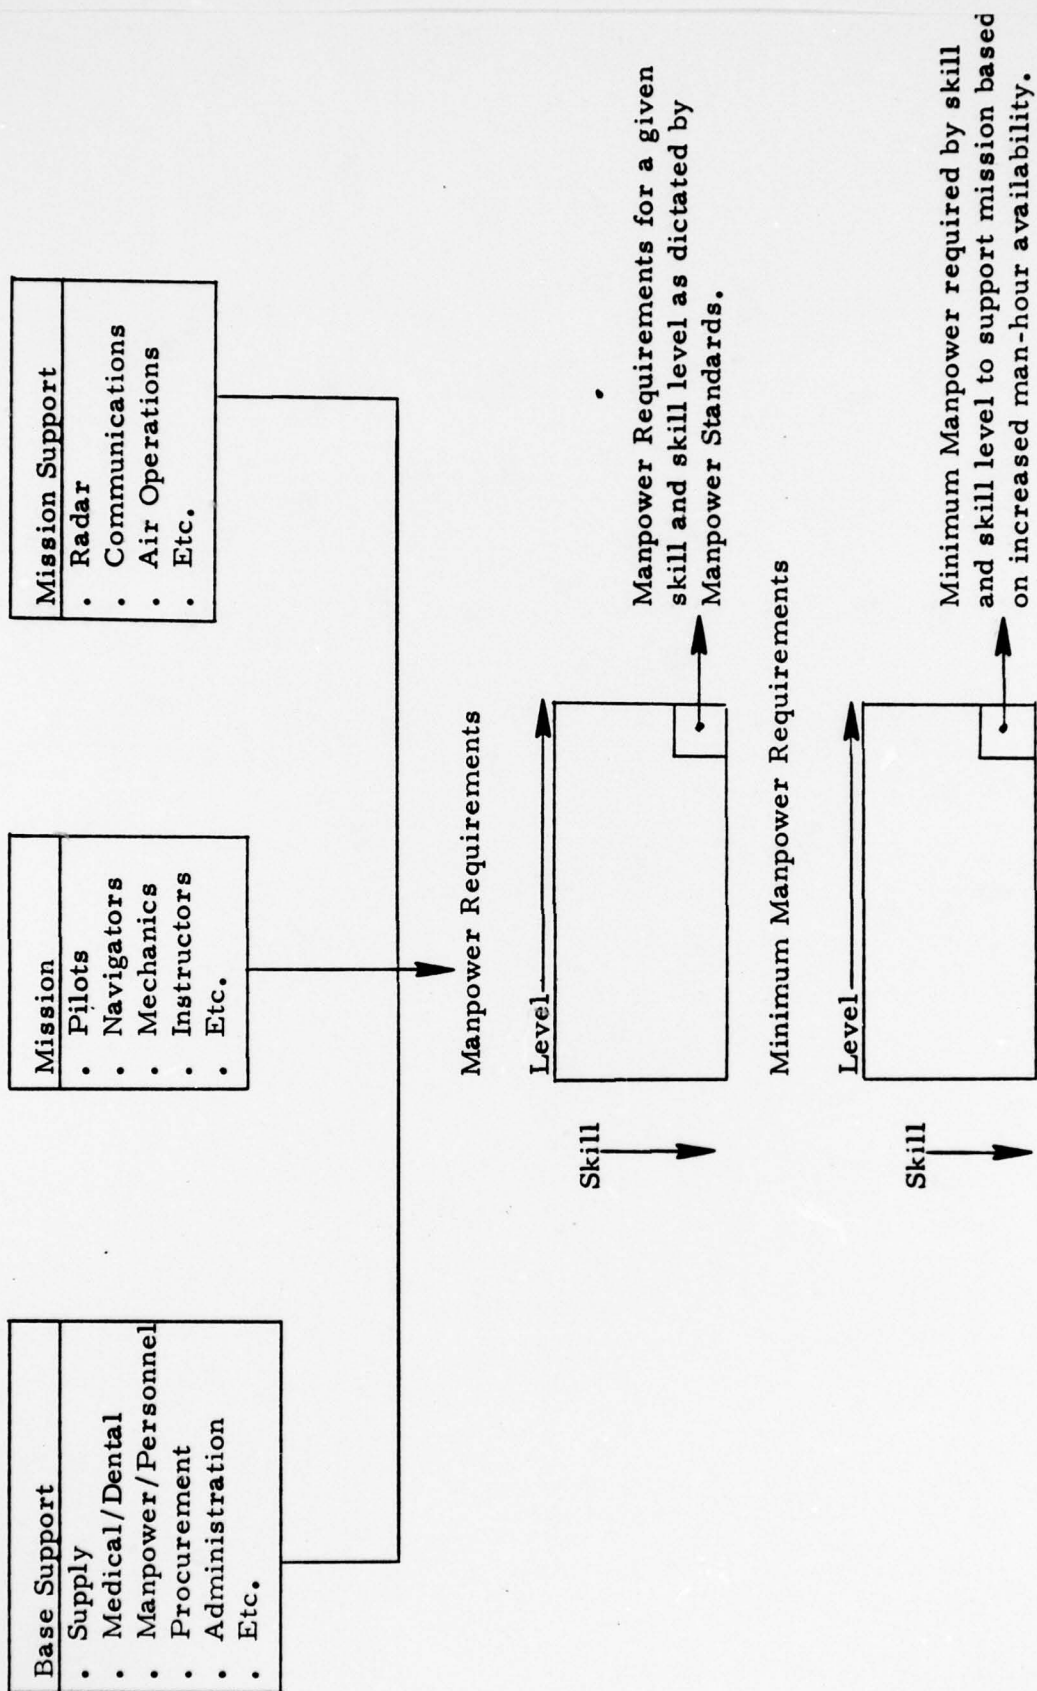 Base Support
• Supply
• Medical/Dental
• Manpower/Personnel
• Procurement
• Administration
• Etc.
Mission
• Pilots
• Navigators
• Mechanics
• Instructors
• Etc.
Mission Support
• Radar
• Communications
• Air Operations
• Etc.
Manpower Requirements
Level
Skill
Manpower Requirements for a given
skill and skill level as dictated by
Manpower Standards.
Minimum Manpower Requirements
Level
Skill
Minimum Manpower required by skill
and skill level to support mission based
on increased man-hour availability.